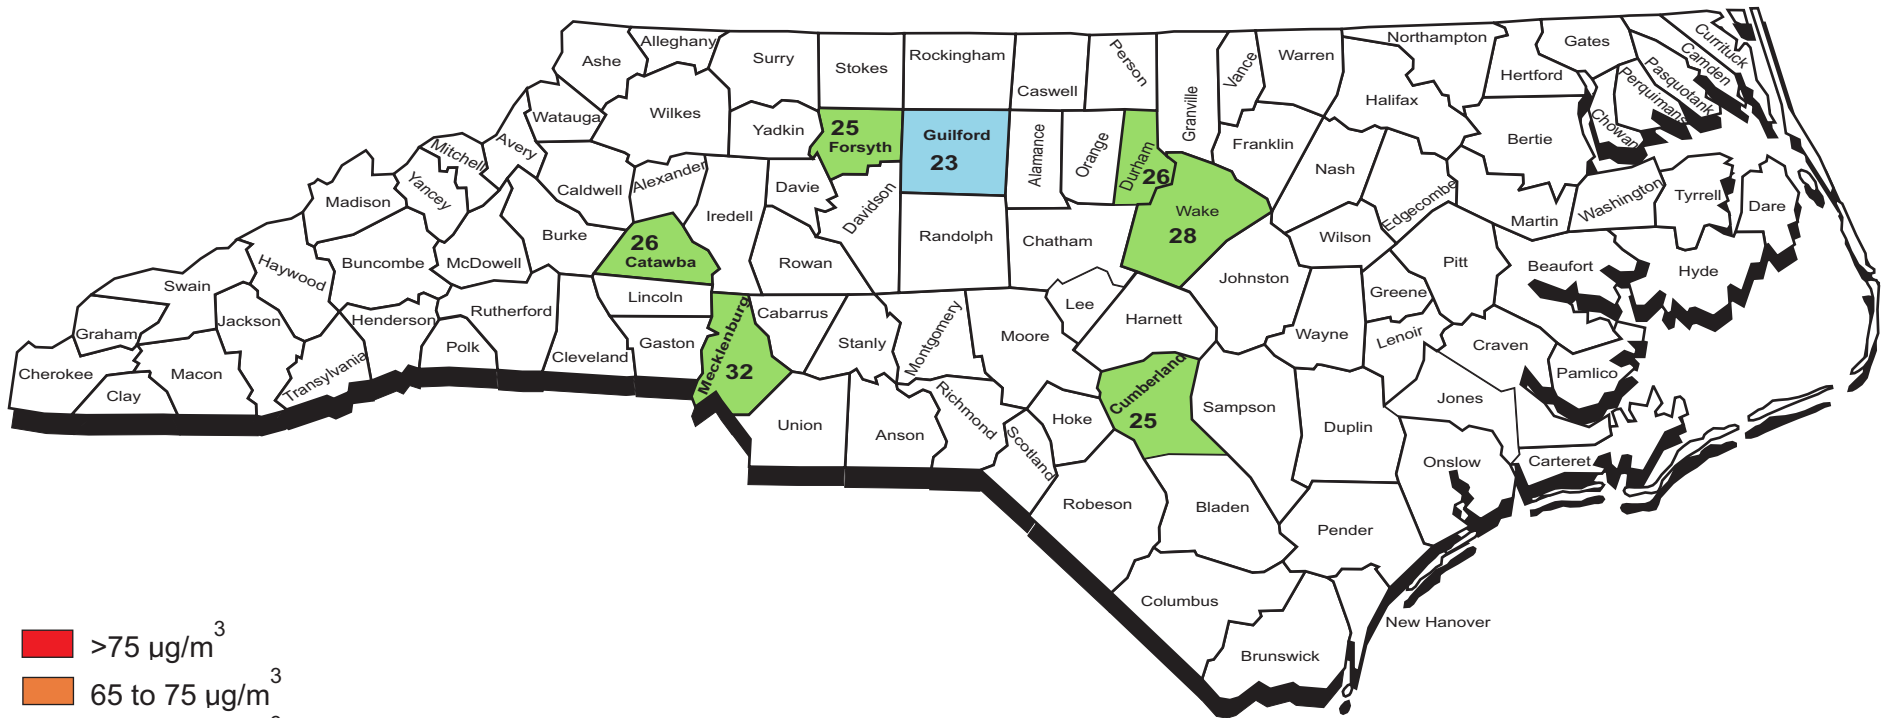 Ashe
Alleghany
Surry
Stokes
Rockingham
Caswell
Person
Granville
Vance
Warren
Northampton
Gates
Hertford
Currituck
Camden
Pasquotank
Perquimans
Chowan
Halifax
Bertie
Watauga
Wilkes
Yadkin
25
Forsyth
Guilford
23
Alamance
Orange
Durham
26
Franklin
Nash
Edgecombe
Martin
Washington
Tyrrell
Dare
Mitchell
Avery
Caldwell
Alexander
Iredell
Davie
Davidson
Randolph
Chatham
Wake
28
Wilson
Madison
Yancey
Burke
26
Catawba
Rowan
Johnston
Pitt
Beaufort
Hyde
Haywood
Buncombe
McDowell
Swain
Lincoln
Greene
Graham
Jackson
Henderson
Rutherford
Polk
Cleveland
Gaston
Mecklenburg
32
Cabarrus
Stanly
Montgomery
Moore
Lee
Harnett
Wayne
Lenoir
Craven
Pamlico
Cherokee
Clay
Macon
Transylvania
Union
Anson
Richmond
Scotland
Hoke
Cumberland
25
Sampson
Duplin
Jones
Onslow
Carteret
Robeson
Bladen
Pender
Columbus
Brunswick
New Hanover
>75 µg/m3
65 to 75 µg/m3